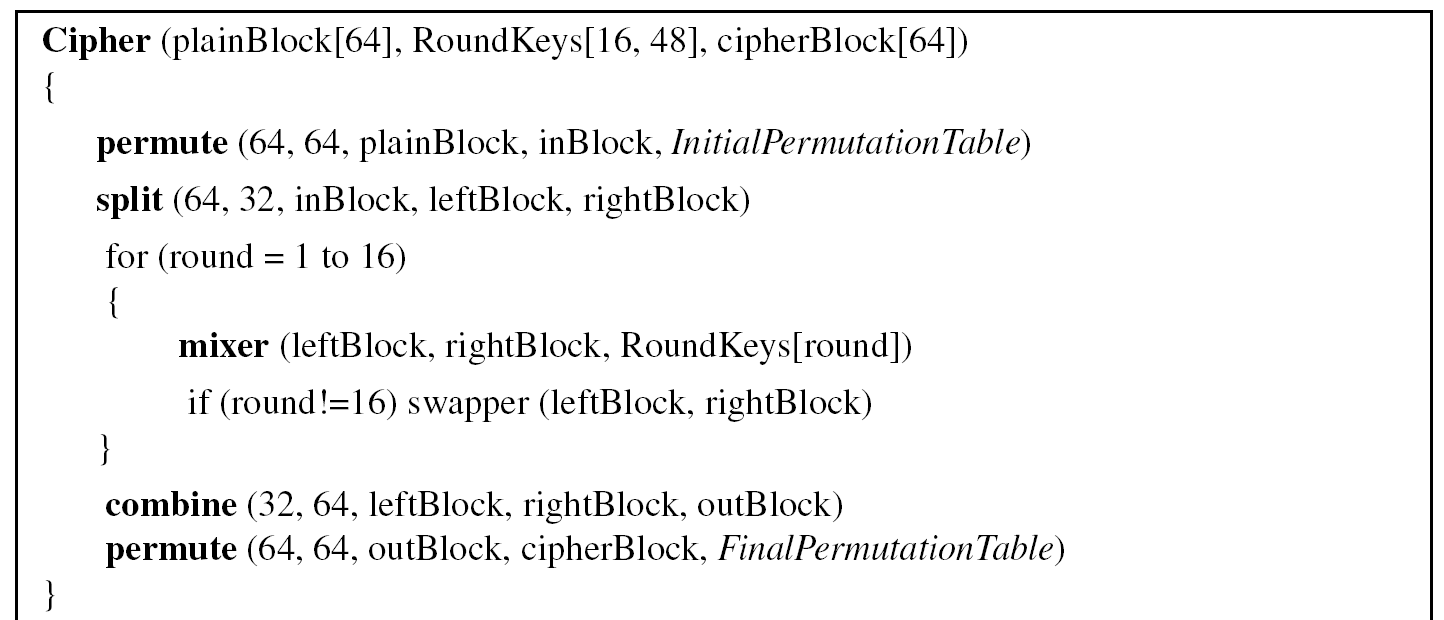 Cipher (plainBlock[64], RoundKeys[16, 48], cipherBlock[64])
{
permute (64, 64, plainBlock, inBlock, InitialPermutationTable)
split (64, 32, inBlock, leftBlock, rightBlock)
for (round = 1 to 16)
{
mixer (leftBlock, rightBlock, RoundKeys[round])
if (round!=16) swapper (leftBlock, rightBlock)
}
combine (32, 64, leftBlock, rightBlock, outBlock)
permute (64, 64, outBlock, cipherBlock, FinalPermutationTable)
}